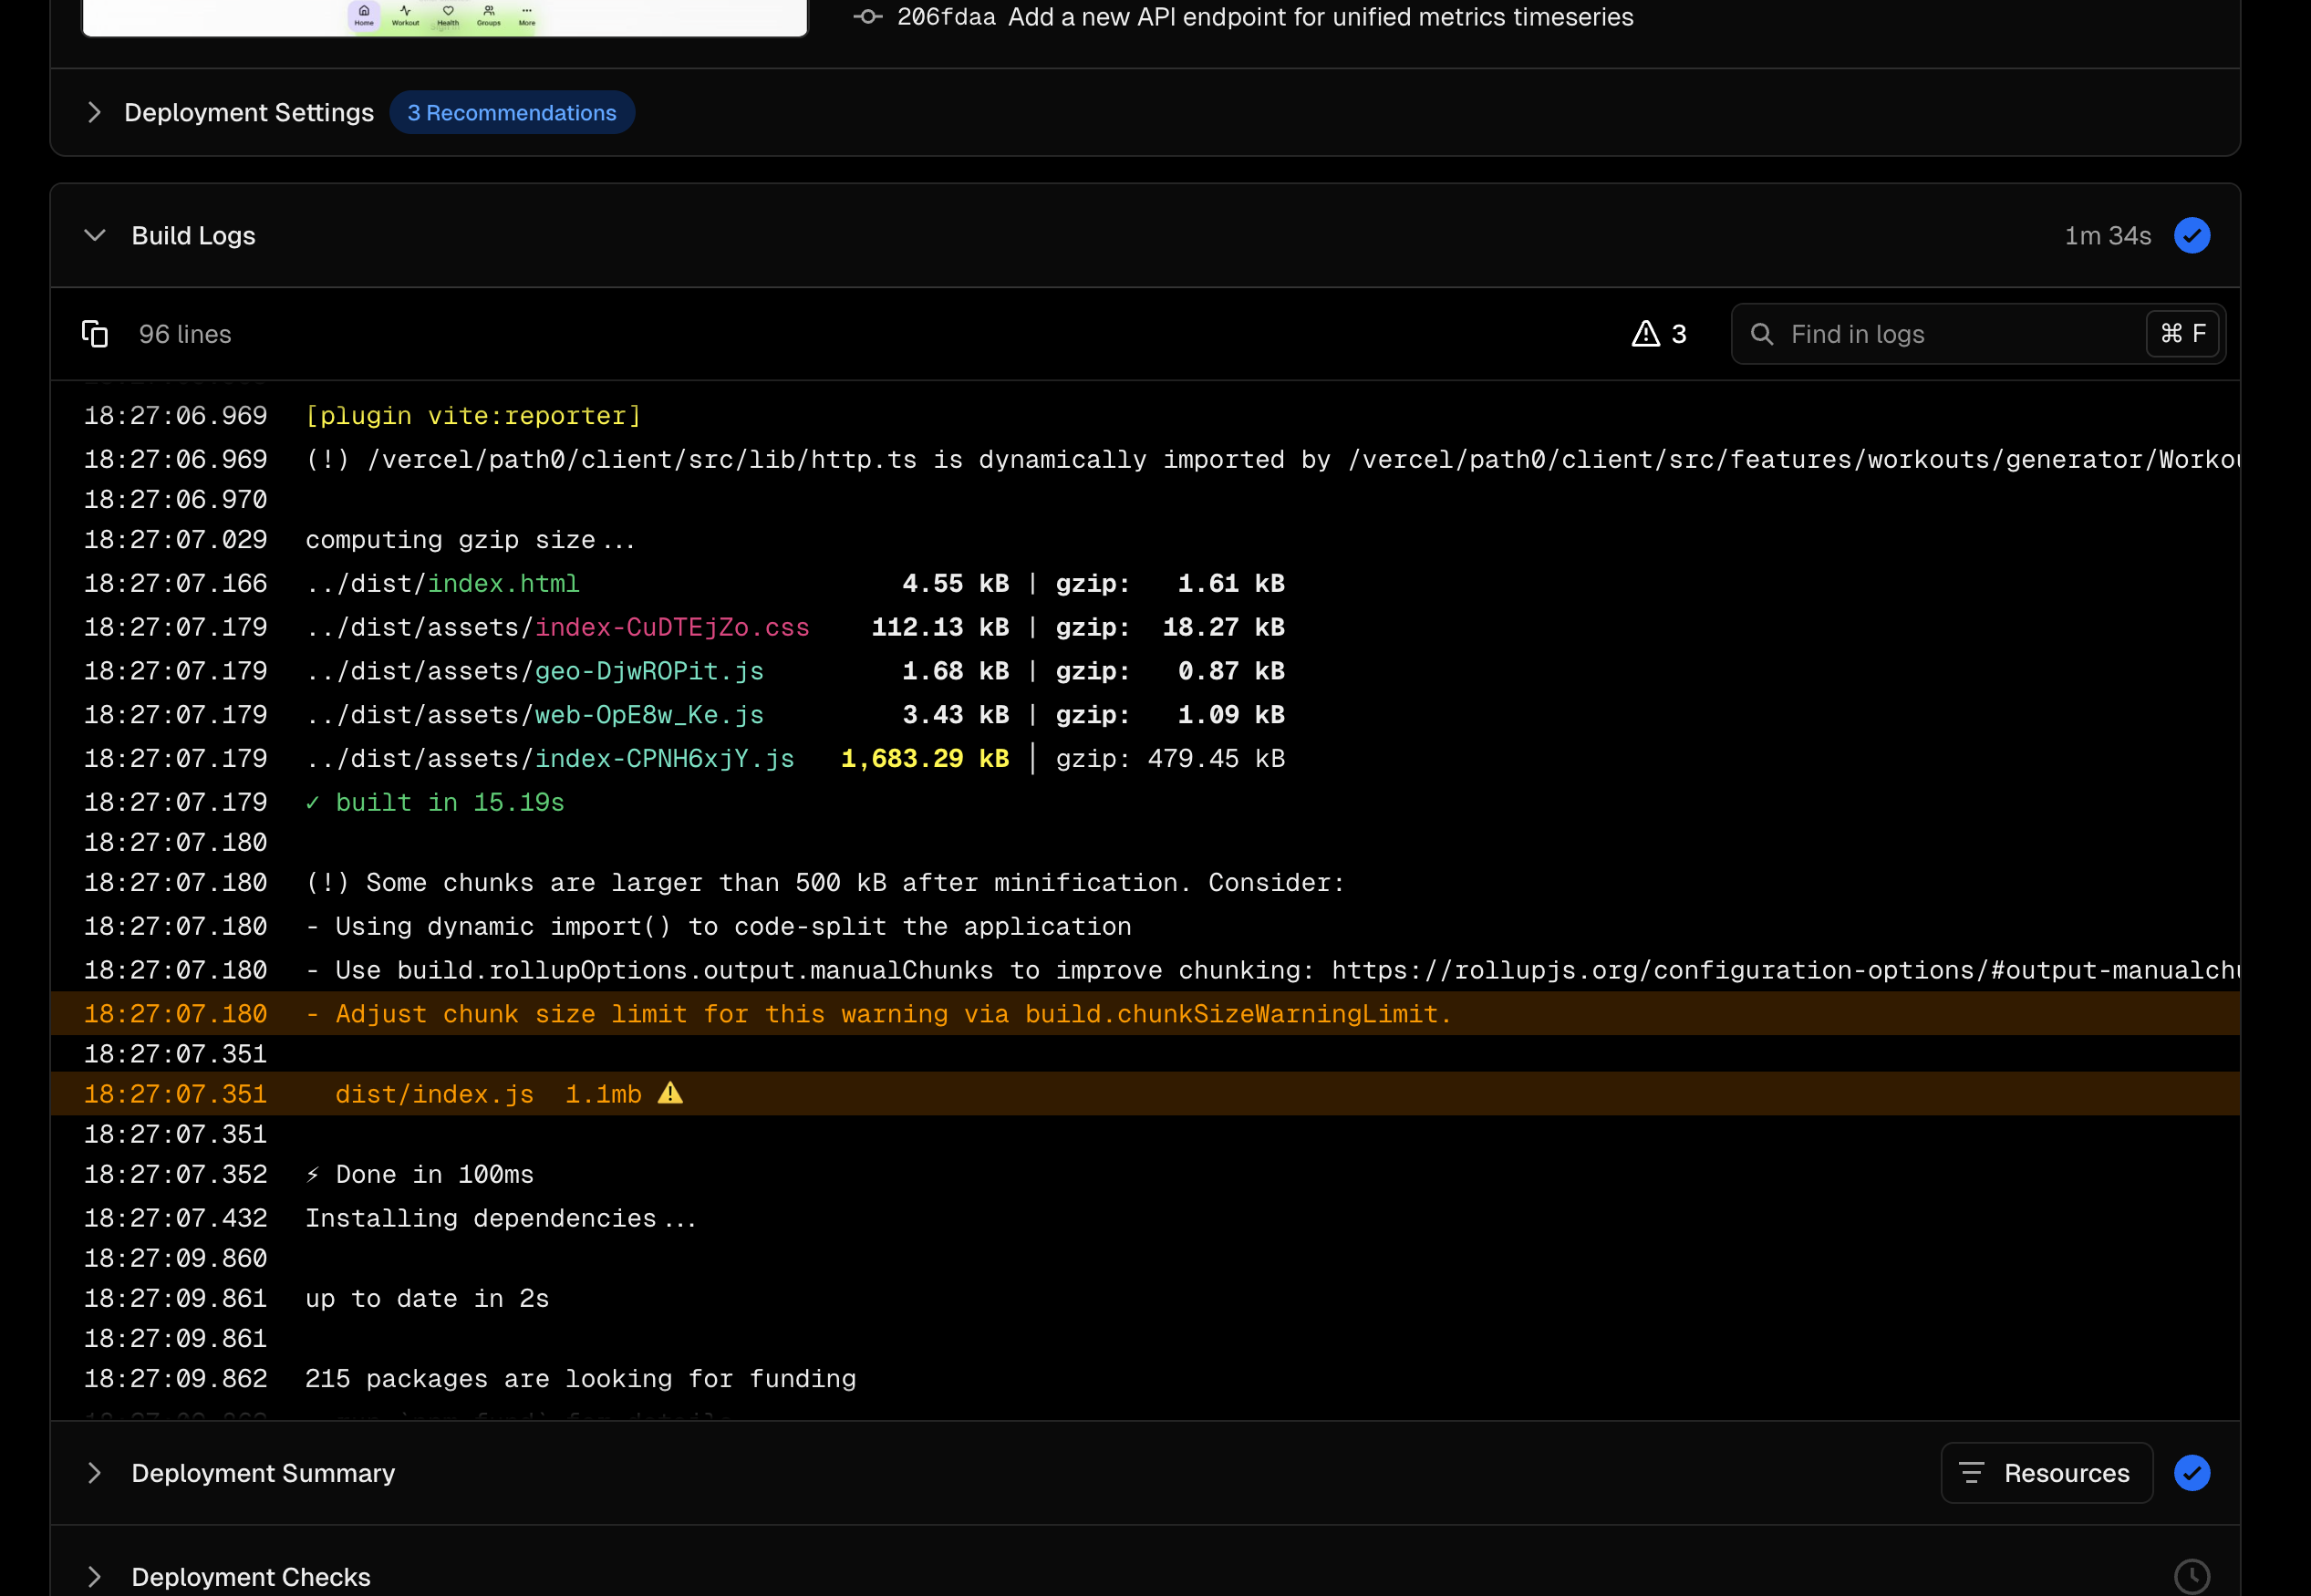 Home Workout Health Groups More
206fdaa Add a new API endpoint for unified metrics timeseries
Deployment Settings 3 Recommendations
Build Logs 1m 34s
96 lines 3 Find in logs ⌘ F
18:27:06.969 [plugin vite:reporter]
18:27:06.969 (!) /vercel/path0/client/src/lib/http.ts is dynamically imported by /vercel/path0/client/src/features/workouts/generator/Workou
18:27:06.970
18:27:07.029 computing gzip size...
18:27:07.166 ../dist/index.html 4.55 kB | gzip: 1.61 kB
18:27:07.179 ../dist/assets/index-CuDTEjZo.css 112.13 kB | gzip: 18.27 kB
18:27:07.179 ../dist/assets/geo-DjwROPit.js 1.68 kB | gzip: 0.87 kB
18:27:07.179 ../dist/assets/web-OpE8w_Ke.js 3.43 kB | gzip: 1.09 kB
18:27:07.179 ../dist/assets/index-CPNH6xjY.js 1,683.29 kB │ gzip: 479.45 kB
18:27:07.179 ✓ built in 15.19s
18:27:07.180
18:27:07.180 (!) Some chunks are larger than 500 kB after minification. Consider:
18:27:07.180 - Using dynamic import() to code-split the application
18:27:07.180 - Use build.rollupOptions.output.manualChunks to improve chunking: https://rollupjs.org/configuration-options/#output-manualchu
18:27:07.180 - Adjust chunk size limit for this warning via build.chunkSizeWarningLimit.
18:27:07.351
18:27:07.351 dist/index.js 1.1mb ⚠️
18:27:07.351
18:27:07.352 ⚡ Done in 100ms
18:27:07.432 Installing dependencies...
18:27:09.860
18:27:09.861 up to date in 2s
18:27:09.861
18:27:09.862 215 packages are looking for funding
Deployment Summary Resources
Deployment Checks